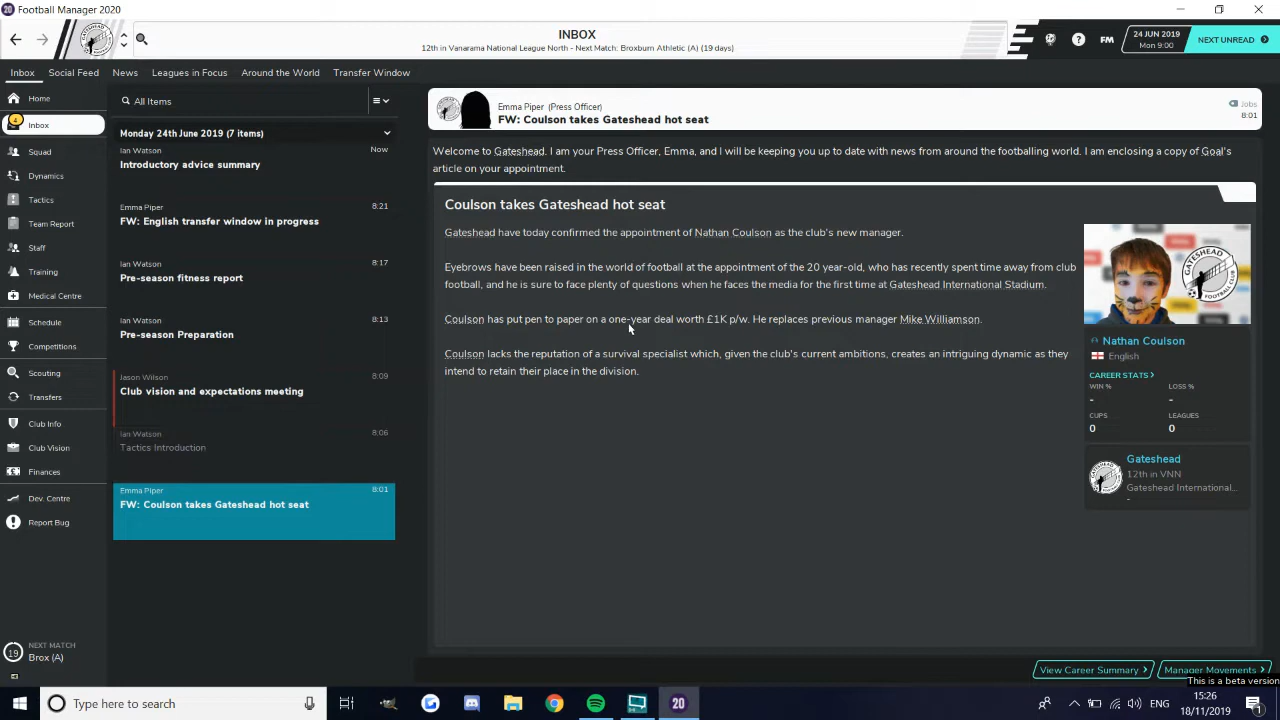 Football Manager 2020
INBOX
12th in Vanarama National League North - Next Match: Broxburn Athletic (A) (19 days)
FM
24 JUN 2019
Mon 9:00
NEXT UNREAD
Inbox
Social Feed
News
Leagues in Focus
Around the World
Transfer Window
Home
4
Inbox
Squad
Dynamics
Tactics
Team Report
Staff
Training
Medical Centre
Schedule
Competitions
Scouting
Transfers
Club Info
Club Vision
Finances
Dev. Centre
Report Bug
19
NEXT MATCH
Brox (A)
All Items
Monday 24th June 2019 (7 items)
Ian Watson
Now
Introductory advice summary
Emma Piper
8:21
FW: English transfer window in progress
Ian Watson
8:17
Pre-season fitness report
Ian Watson
8:13
Pre-season Preparation
Jason Wilson
8:09
Club vision and expectations meeting
Ian Watson
8:06
Tactics Introduction
Emma Piper
8:01
FW: Coulson takes Gateshead hot seat
Emma Piper (Press Officer)
FW: Coulson takes Gateshead hot seat
Jobs
8:01
Welcome to Gateshead. I am your Press Officer, Emma, and I will be keeping you up to date with news from around the footballing world. I am enclosing a copy of Goal's
article on your appointment.
Coulson takes Gateshead hot seat
Gateshead have today confirmed the appointment of Nathan Coulson as the club's new manager.
Eyebrows have been raised in the world of football at the appointment of the 20 year-old, who has recently spent time away from club
football, and he is sure to face plenty of questions when he faces the media for the first time at Gateshead International Stadium.
Coulson has put pen to paper on a one-year deal worth £1K p/w. He replaces previous manager Mike Williamson.
Coulson lacks the reputation of a survival specialist which, given the club's current ambitions, creates an intriguing dynamic as they
intend to retain their place in the division.
GATESHEAD
FOOTBALL CLUB
Nathan Coulson
English
CAREER STATS
WIN %
LOSS %
-
-
CUPS
LEAGUES
0
0
Gateshead
12th in VNN
Gateshead International...
-
View Career Summary
Manager Movements
This is a beta version
Type here to search
20
ENG
15:26
18/11/2019
1